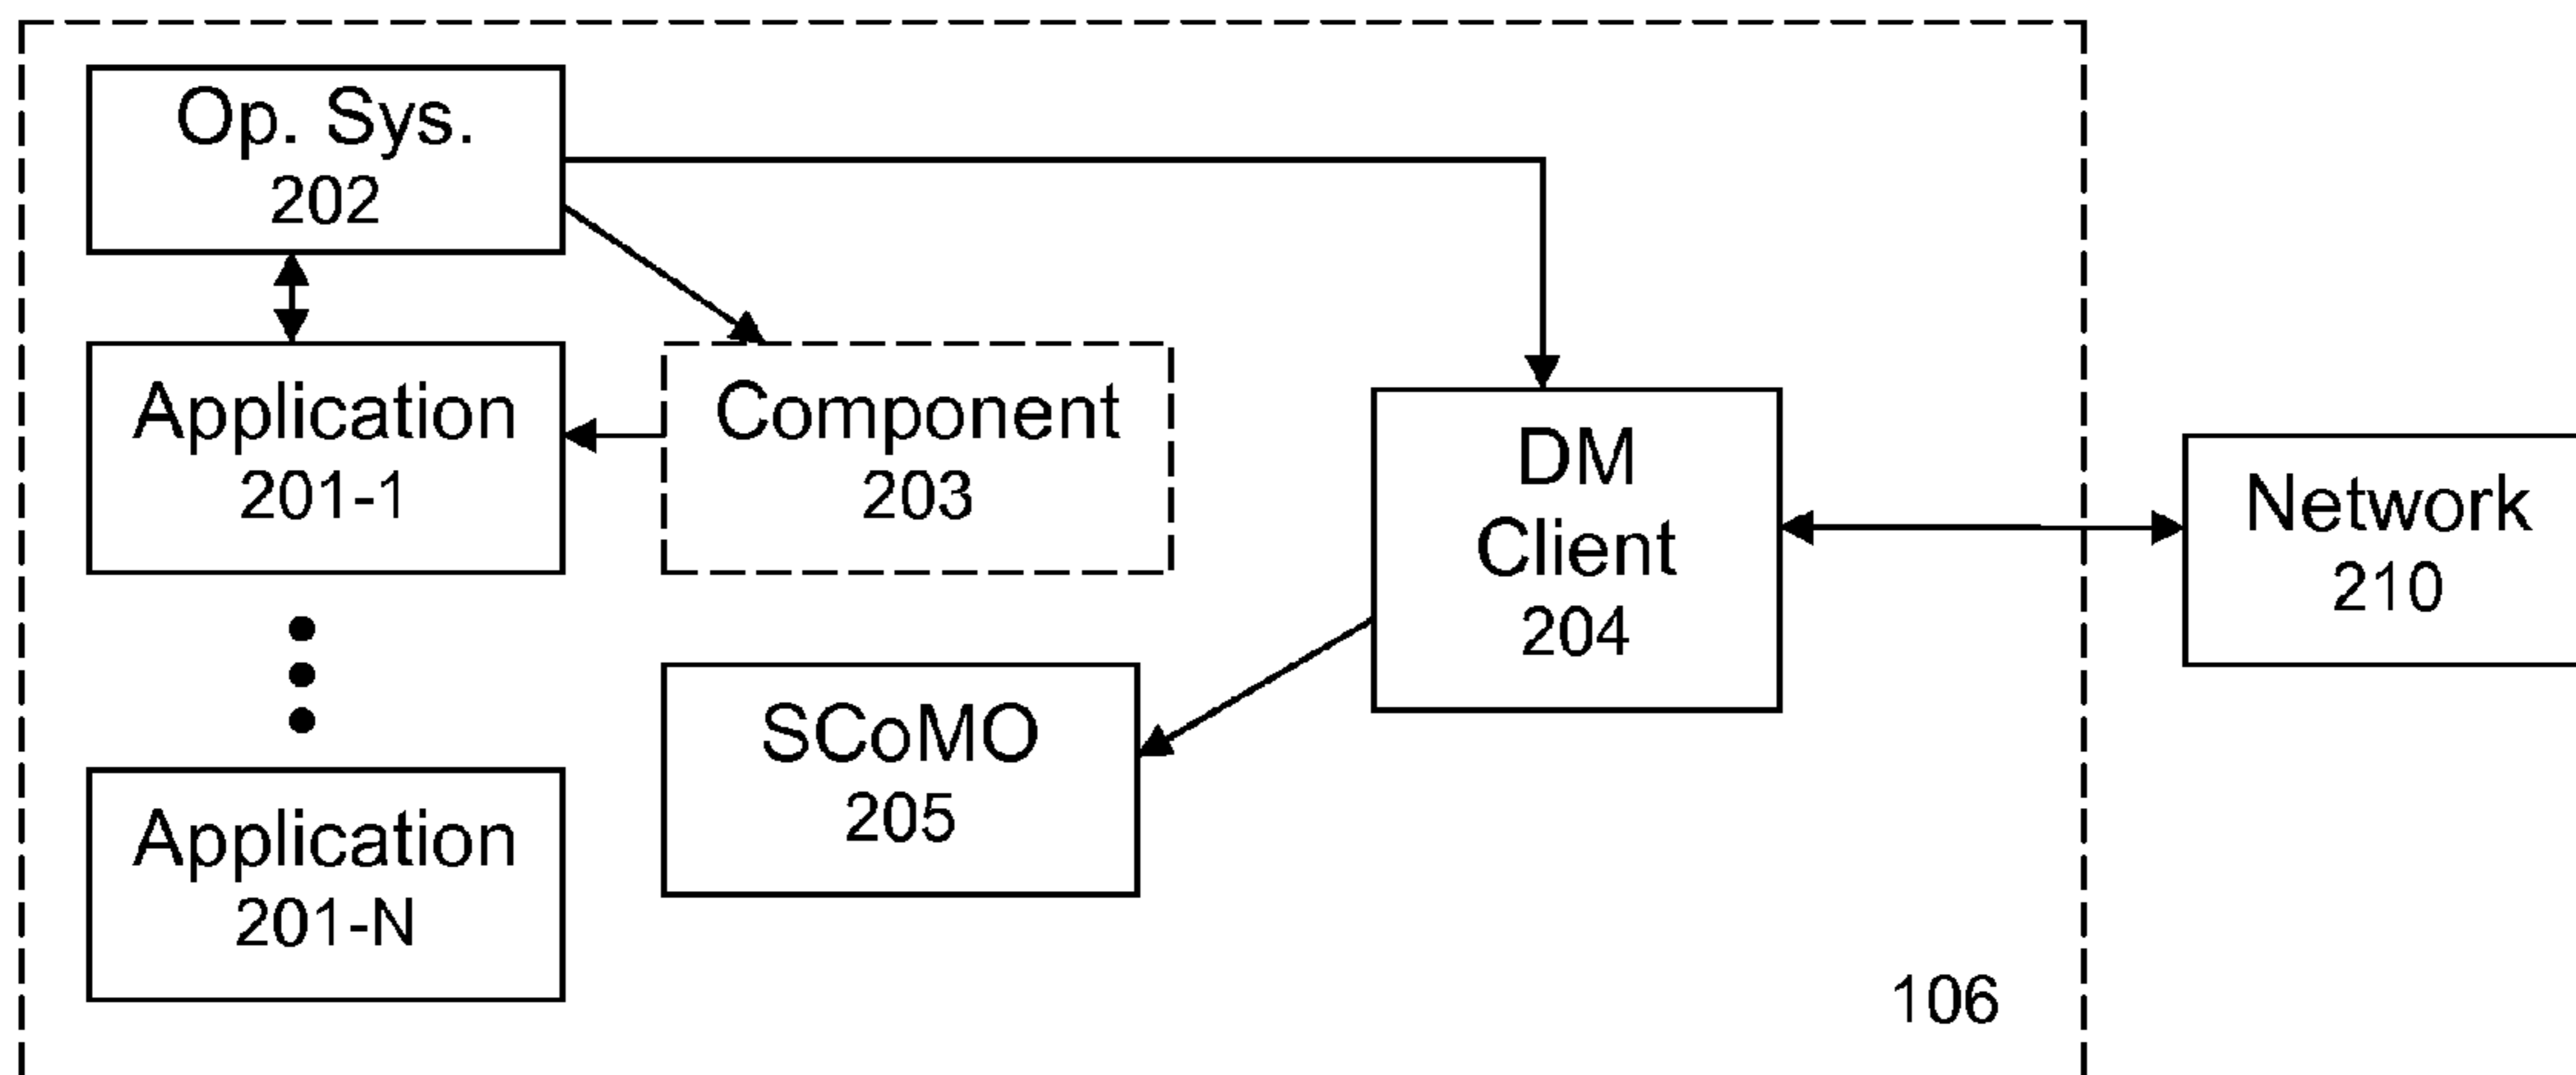 Op. Sys.
202
Application
201-1
Component
203
DM
Client
204
Network
210
SCoMO
205
Application
201-N
106